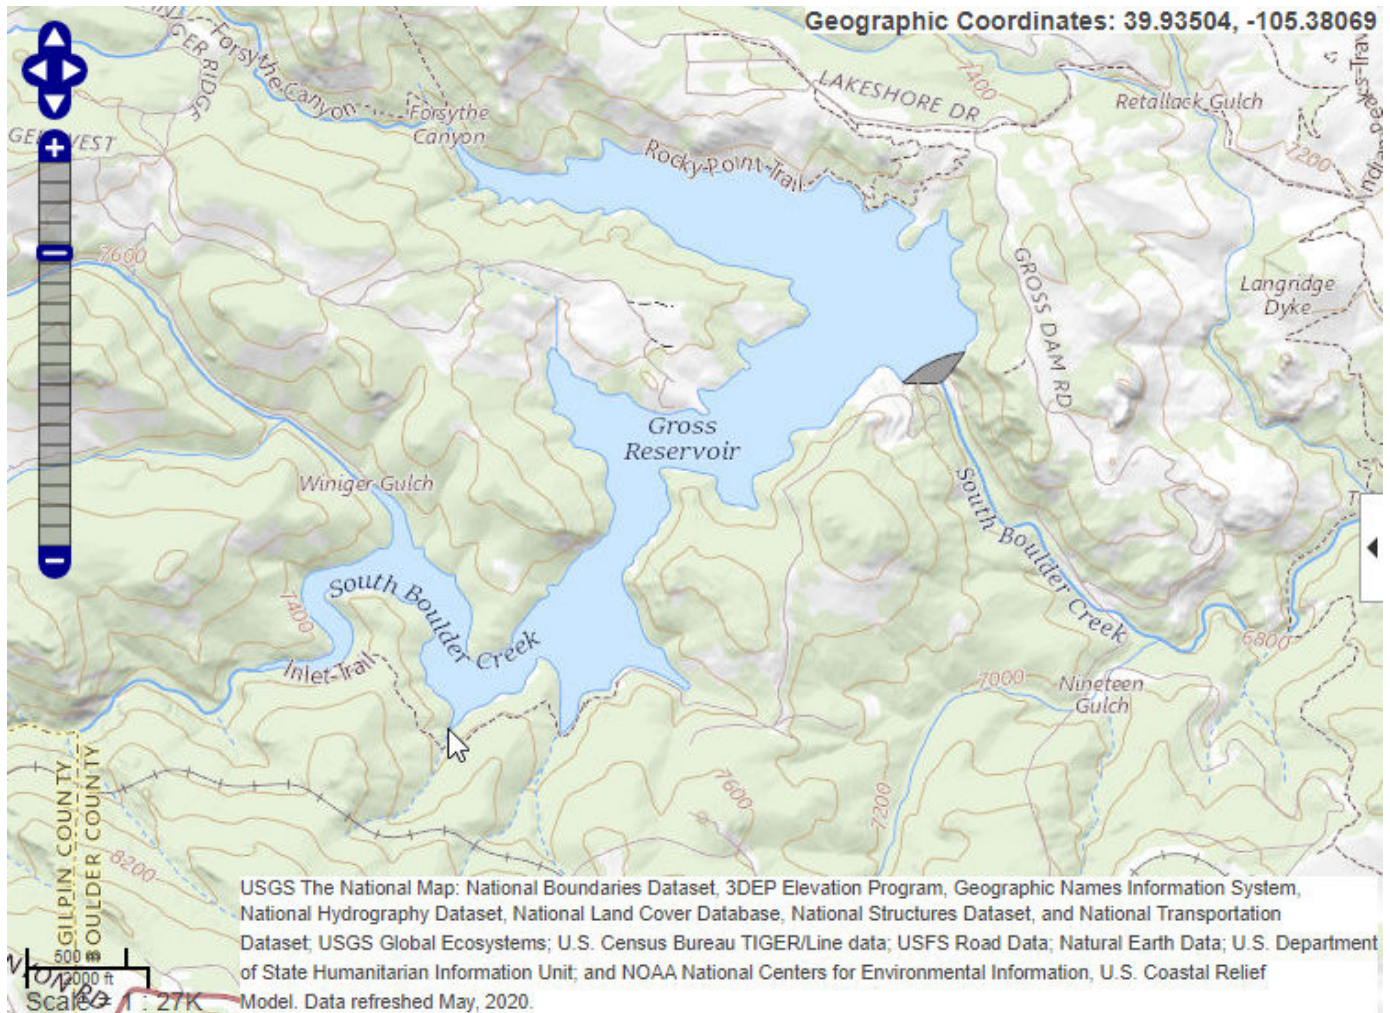 Geographic Coordinates: 39.93504, -105.38069
Forsythe Canyon
CER RIDGE
Forsythe
Canyon
LAKESHORE DR
7400
Retallack Gulch
7200
WEST
Rocky Point Trail
7600
GROSS DAM RD
Langridge
Dyke
Gross
Reservoir
Winiger Gulch
South Boulder Creek
South Boulder Creek
7400
Inlet Trail
6800
7000
Nineteen
Gulch
7600
7200
GILPIN COUNTY
BOULDER COUNTY
8200
USGS The National Map: National Boundaries Dataset, 3DEP Elevation Program, Geographic Names Information System,
National Hydrography Dataset, National Land Cover Database, National Structures Dataset, and National Transportation
Dataset; USGS Global Ecosystems; U.S. Census Bureau TIGER/Line data; USFS Road Data; Natural Earth Data; U.S. Department
of State Humanitarian Information Unit; and NOAA National Centers for Environmental Information, U.S. Coastal Relief
Model. Data refreshed May, 2020.
500 m
2000 ft
Scale = 1 : 27K